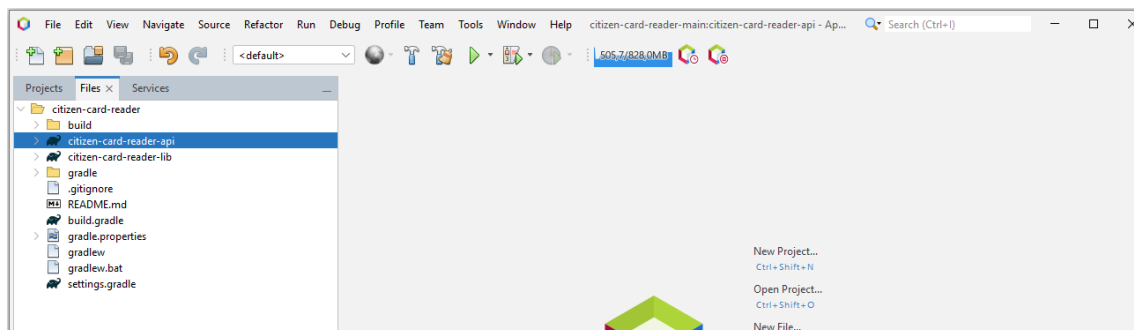 File Edit View Navigate Source Refactor Run Debug Profile Team Tools Window Help citizen-card-reader-main:citizen-card-reader-api - Ap... Search (Ctrl+I)
<default> 505,7/828,0MB
Projects Files Services
citizen-card-reader
build
citizen-card-reader-api
citizen-card-reader-lib
gradle
.gitignore
README.md
build.gradle
gradle.properties
gradlew
gradlew.bat
settings.gradle
New Project...
Ctrl+Shift+N
Open Project...
Ctrl+Shift+O
New File...